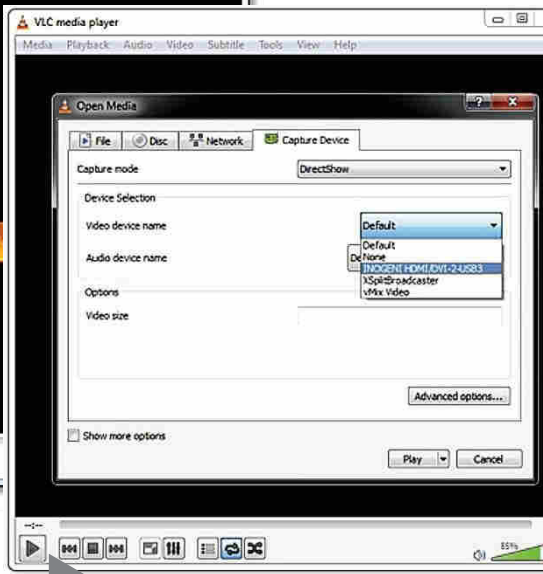 VLC media player
Media Playback Audio Video Subtitle Tools View Help
Open Media
File Disc Network Capture Device
Capture mode DirectShow
Device Selection
Video device name Default
Default
Audio device name De None
INOGENI HDMI/DVI-2-USB3
XSplitBroadcaster
Options
vMix Video
Video size
Advanced options...
Show more options
Play Cancel
--:--
85%